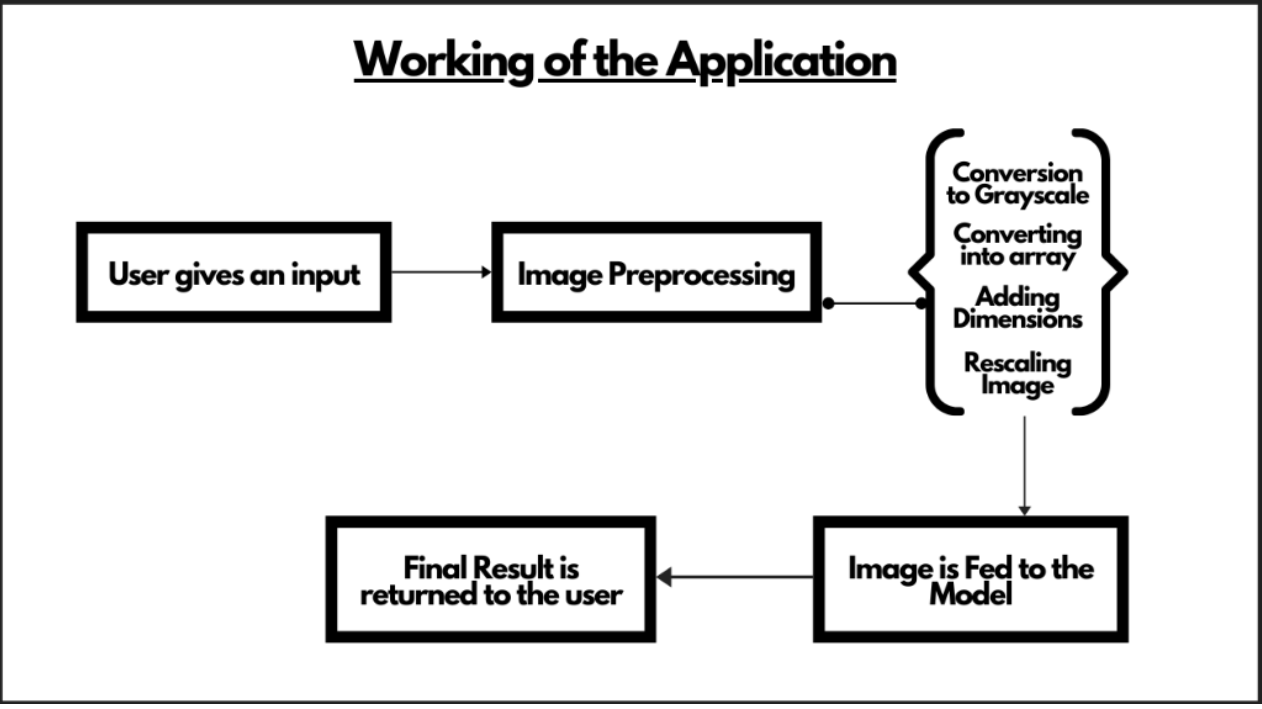 Working of the Application
User gives an input
Image Preprocessing
Conversion
to Grayscale
Converting
into array
Adding
Dimensions
Rescaling
Image
Image is Fed to the
Model
Final Result is
returned to the user